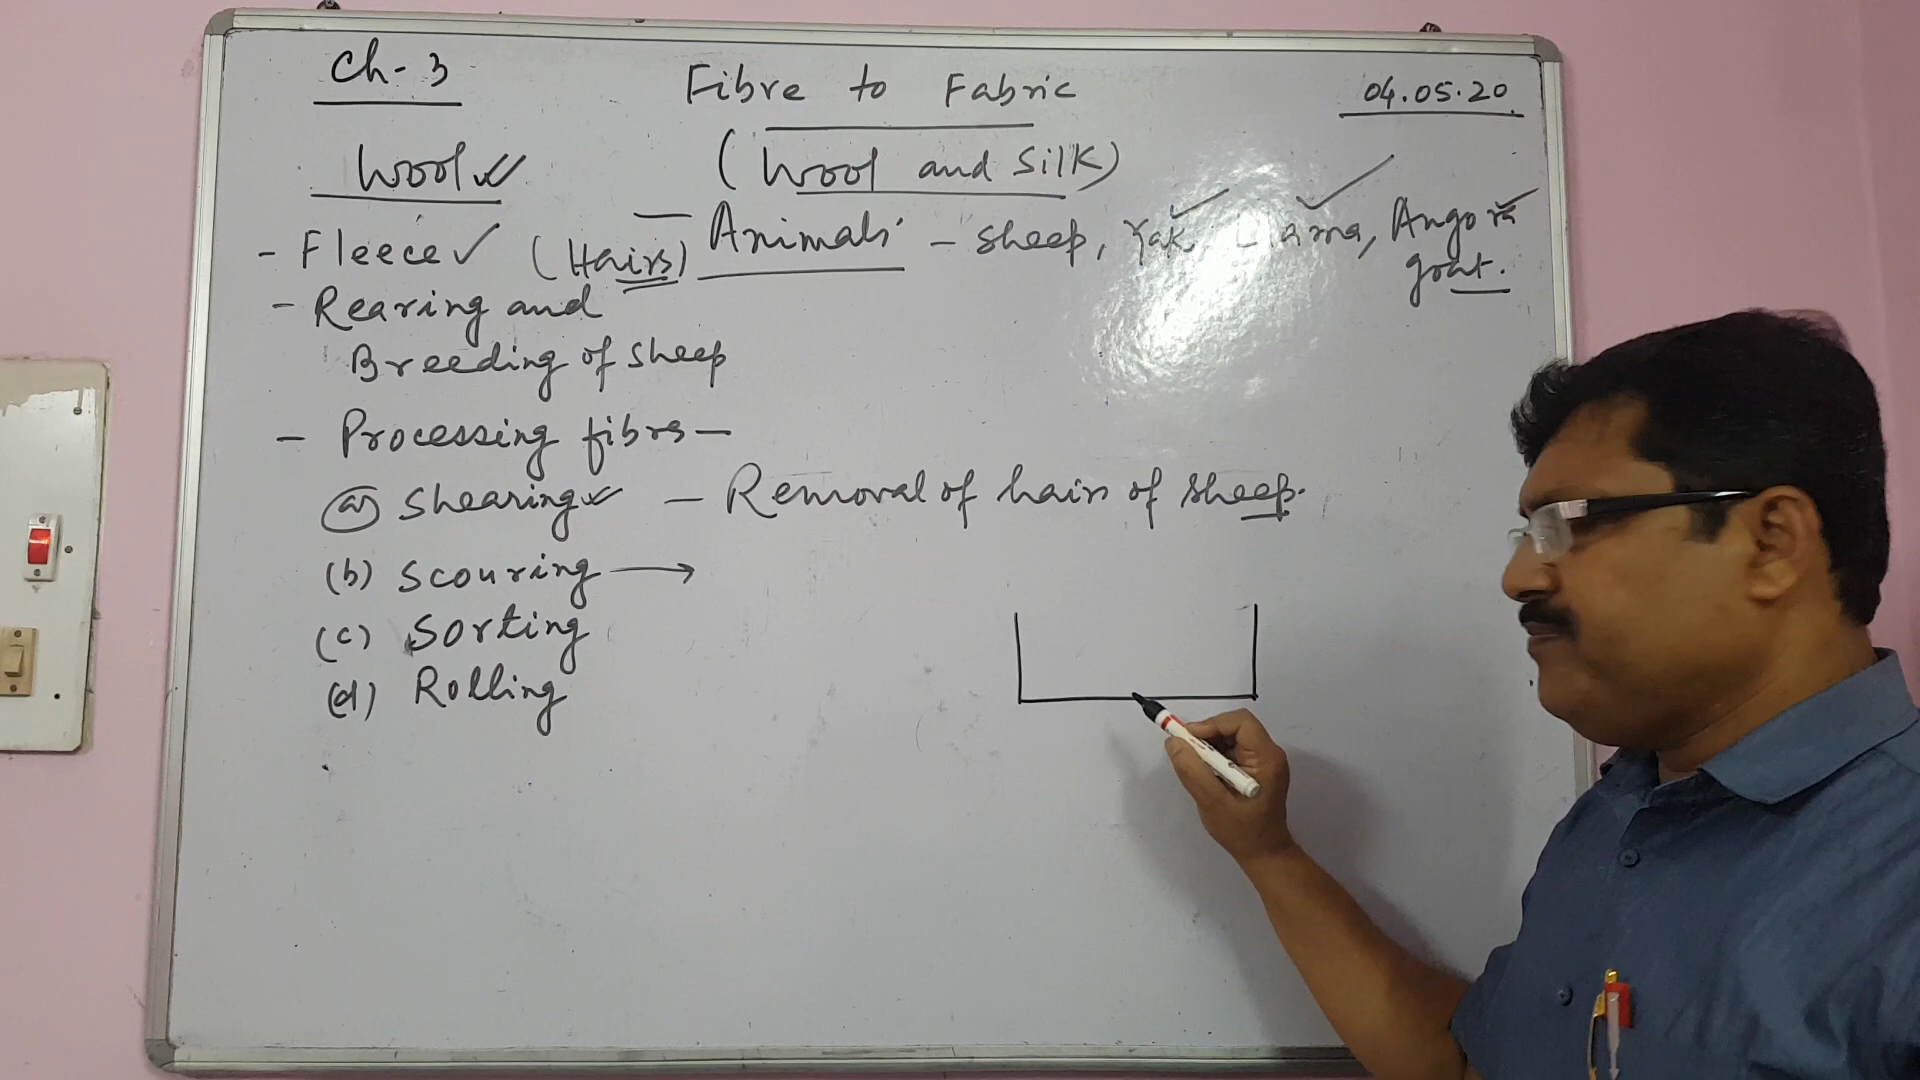 Ch-3 Fibre to Fabric 04.05.20
Wool (Wool and Silk)
- Fleece (Hairs) Animals - Sheep, Yak, Llama, Angora goat.
- Rearing and
Breeding of Sheep
- Processing fibre -
(a) Shearing - Removal of hairs of sheep.
(b) Scouring →
(c) Sorting
(d) Rolling